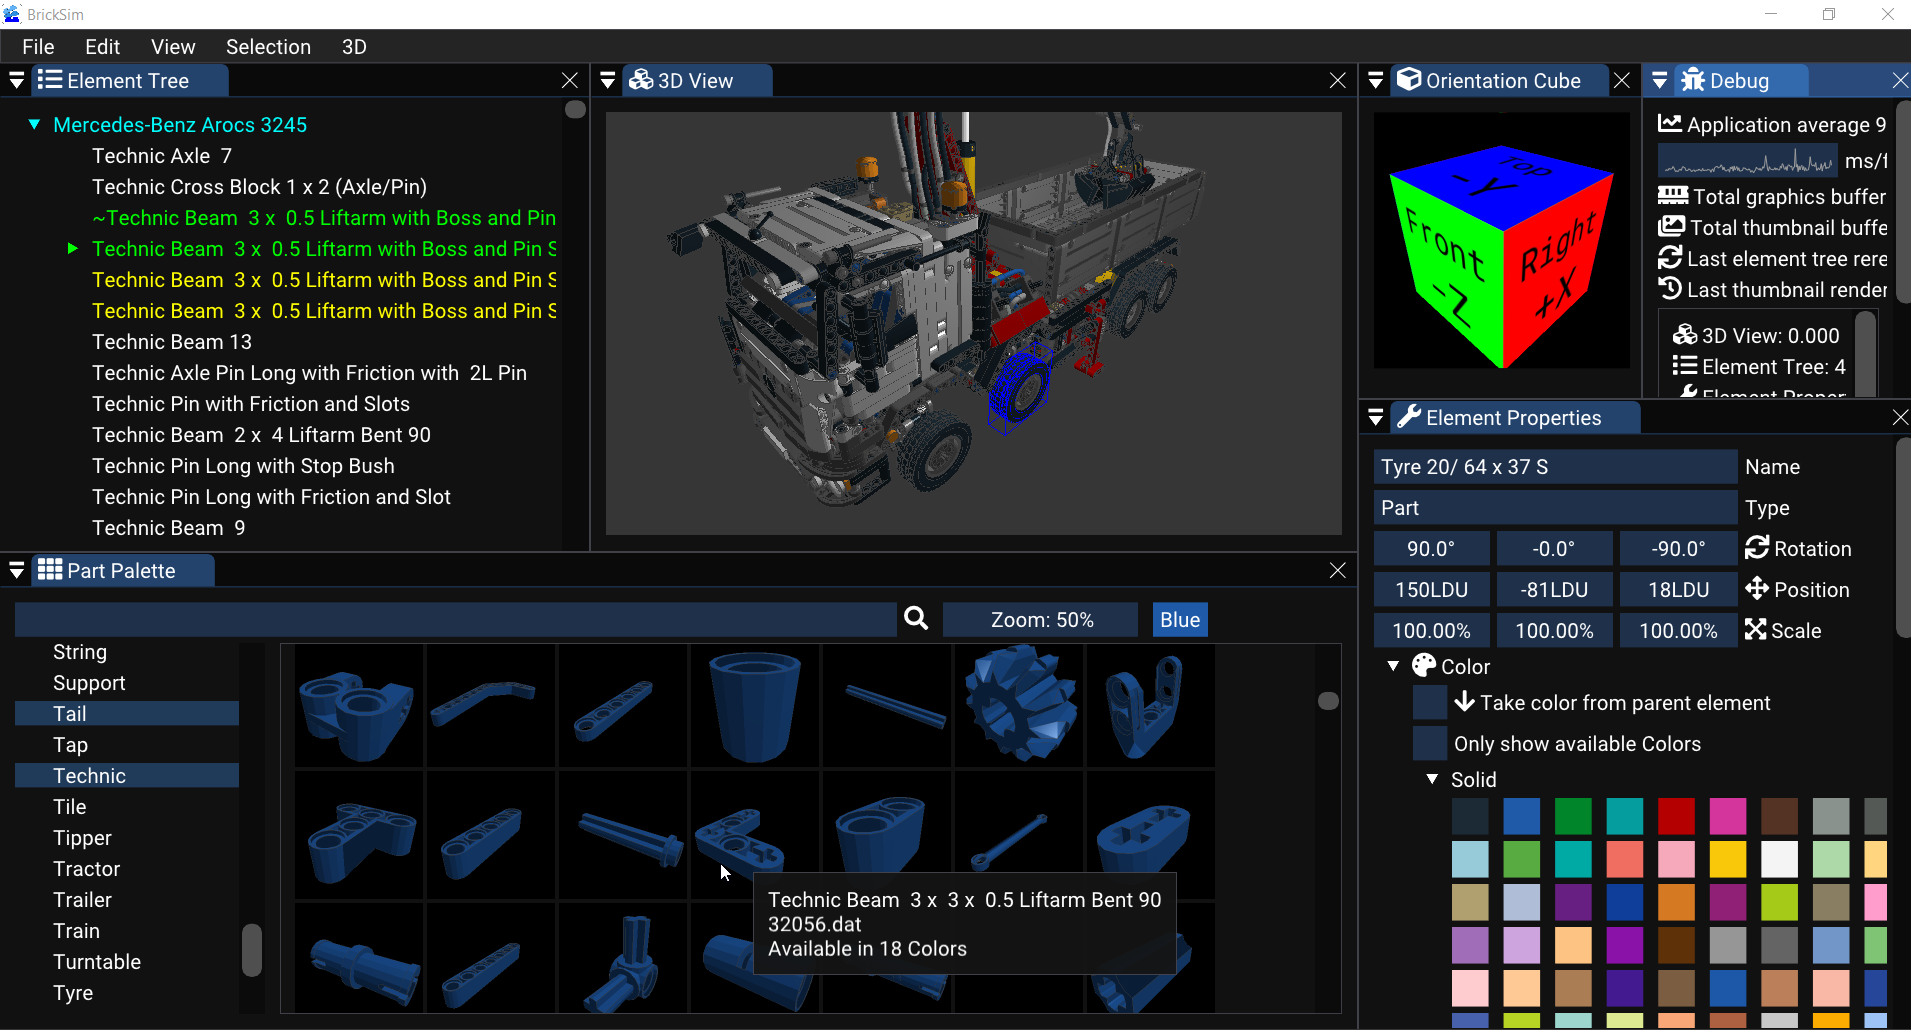 BrickSim
File Edit View Selection 3D
Element Tree
Mercedes-Benz Arocs 3245
Technic Axle 7
Technic Cross Block 1 x 2 (Axle/Pin)
~Technic Beam 3 x 0.5 Liftarm with Boss and Pin
Technic Beam 3 x 0.5 Liftarm with Boss and Pin S
Technic Beam 3 x 0.5 Liftarm with Boss and Pin S
Technic Beam 3 x 0.5 Liftarm with Boss and Pin S
Technic Beam 13
Technic Axle Pin Long with Friction with 2L Pin
Technic Pin with Friction and Slots
Technic Beam 2 x 4 Liftarm Bent 90
Technic Pin Long with Stop Bush
Technic Pin Long with Friction and Slot
Technic Beam 9
3D View
Orientation Cube
Top
-Y
Front
-Z
Right
+X
Debug
Application average 9
ms/f
Total graphics buffer
Total thumbnail buffe
Last element tree rere
Last thumbnail render
3D View: 0.000
Element Tree: 4
Element Proper
Part Palette
Zoom: 50%
Blue
String
Support
Tail
Tap
Technic
Tile
Tipper
Tractor
Trailer
Train
Turntable
Tyre
Technic Beam 3 x 3 x 0.5 Liftarm Bent 90
32056.dat
Available in 18 Colors
Element Properties
Tyre 20/ 64 x 37 S Name
Part Type
90.0° -0.0° -90.0° Rotation
150LDU -81LDU 18LDU Position
100.00% 100.00% 100.00% Scale
Color
Take color from parent element
Only show available Colors
Solid